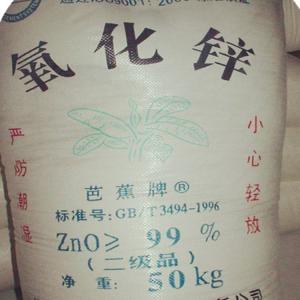 氧化锌
严防潮湿
小心轻放
芭蕉牌®
标准号:GB/T3494-1996
ZnO≥ 99 %
(二级品)
净 重: 50kg